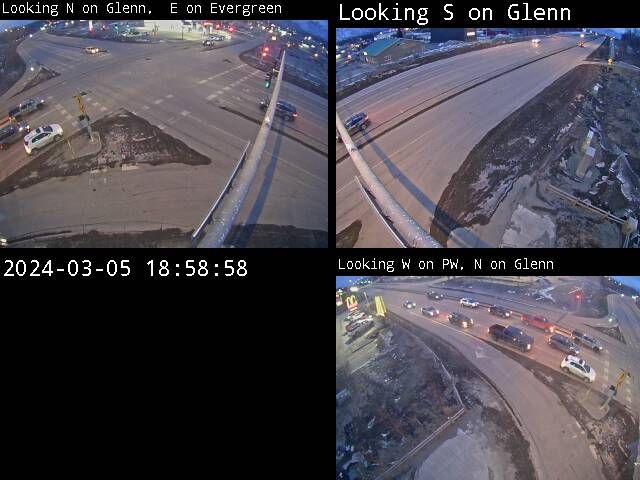 Looking N on Glenn, E on Evergreen
Looking S on Glenn
2024-03-05 18:58:58
Looking W on PW, N on Glenn